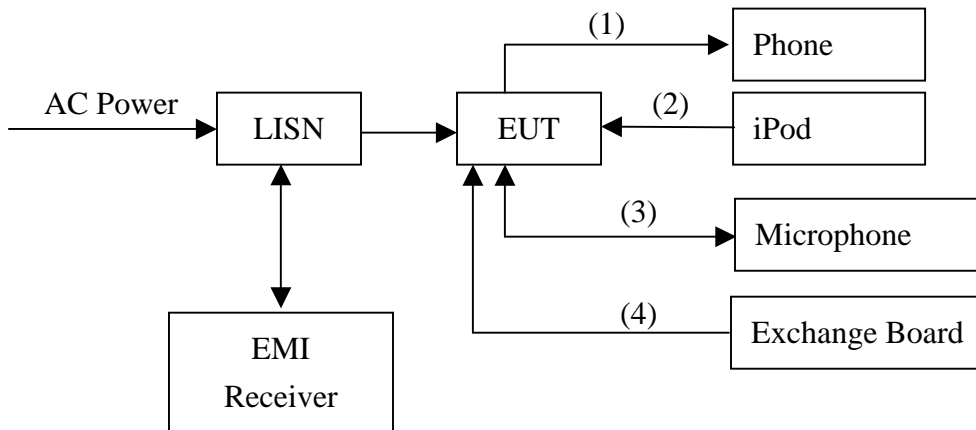 (1)
Phone
AC Power
LISN
EUT
(2)
iPod
(3)
Microphone
(4)
Exchange Board
EMI
Receiver